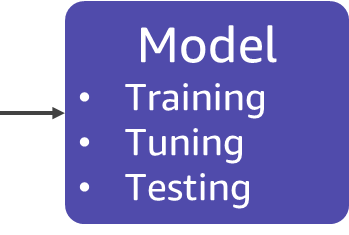 Model
• Training
• Tuning
• Testing